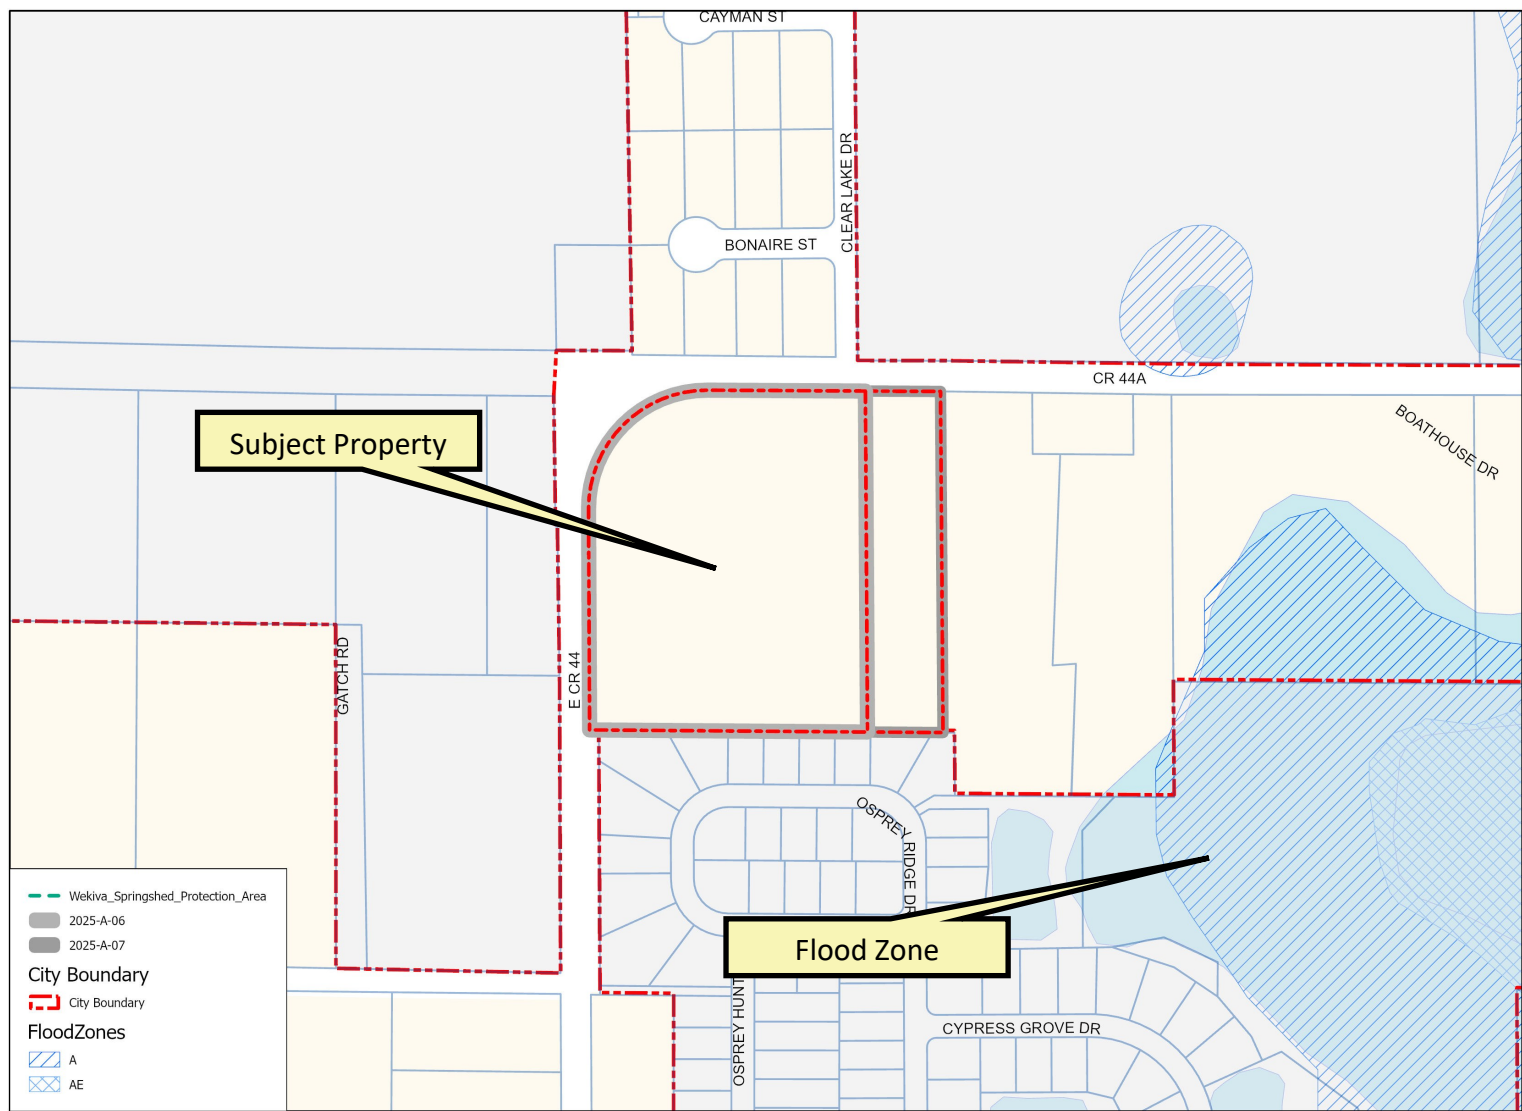 CAYMAN ST
CLEAR LAKE DR
BONAIRE ST
CR 44A
BOATHOUSE DR
Subject Property
E CR 44
GATCH RD
OSPREY RIDGE DR
Flood Zone
OSPREY HUNT
CYPRESS GROVE DR
Wekiva_Springshed_Protection_Area
2025-A-06
2025-A-07
City Boundary
City Boundary
FloodZones
A
AE